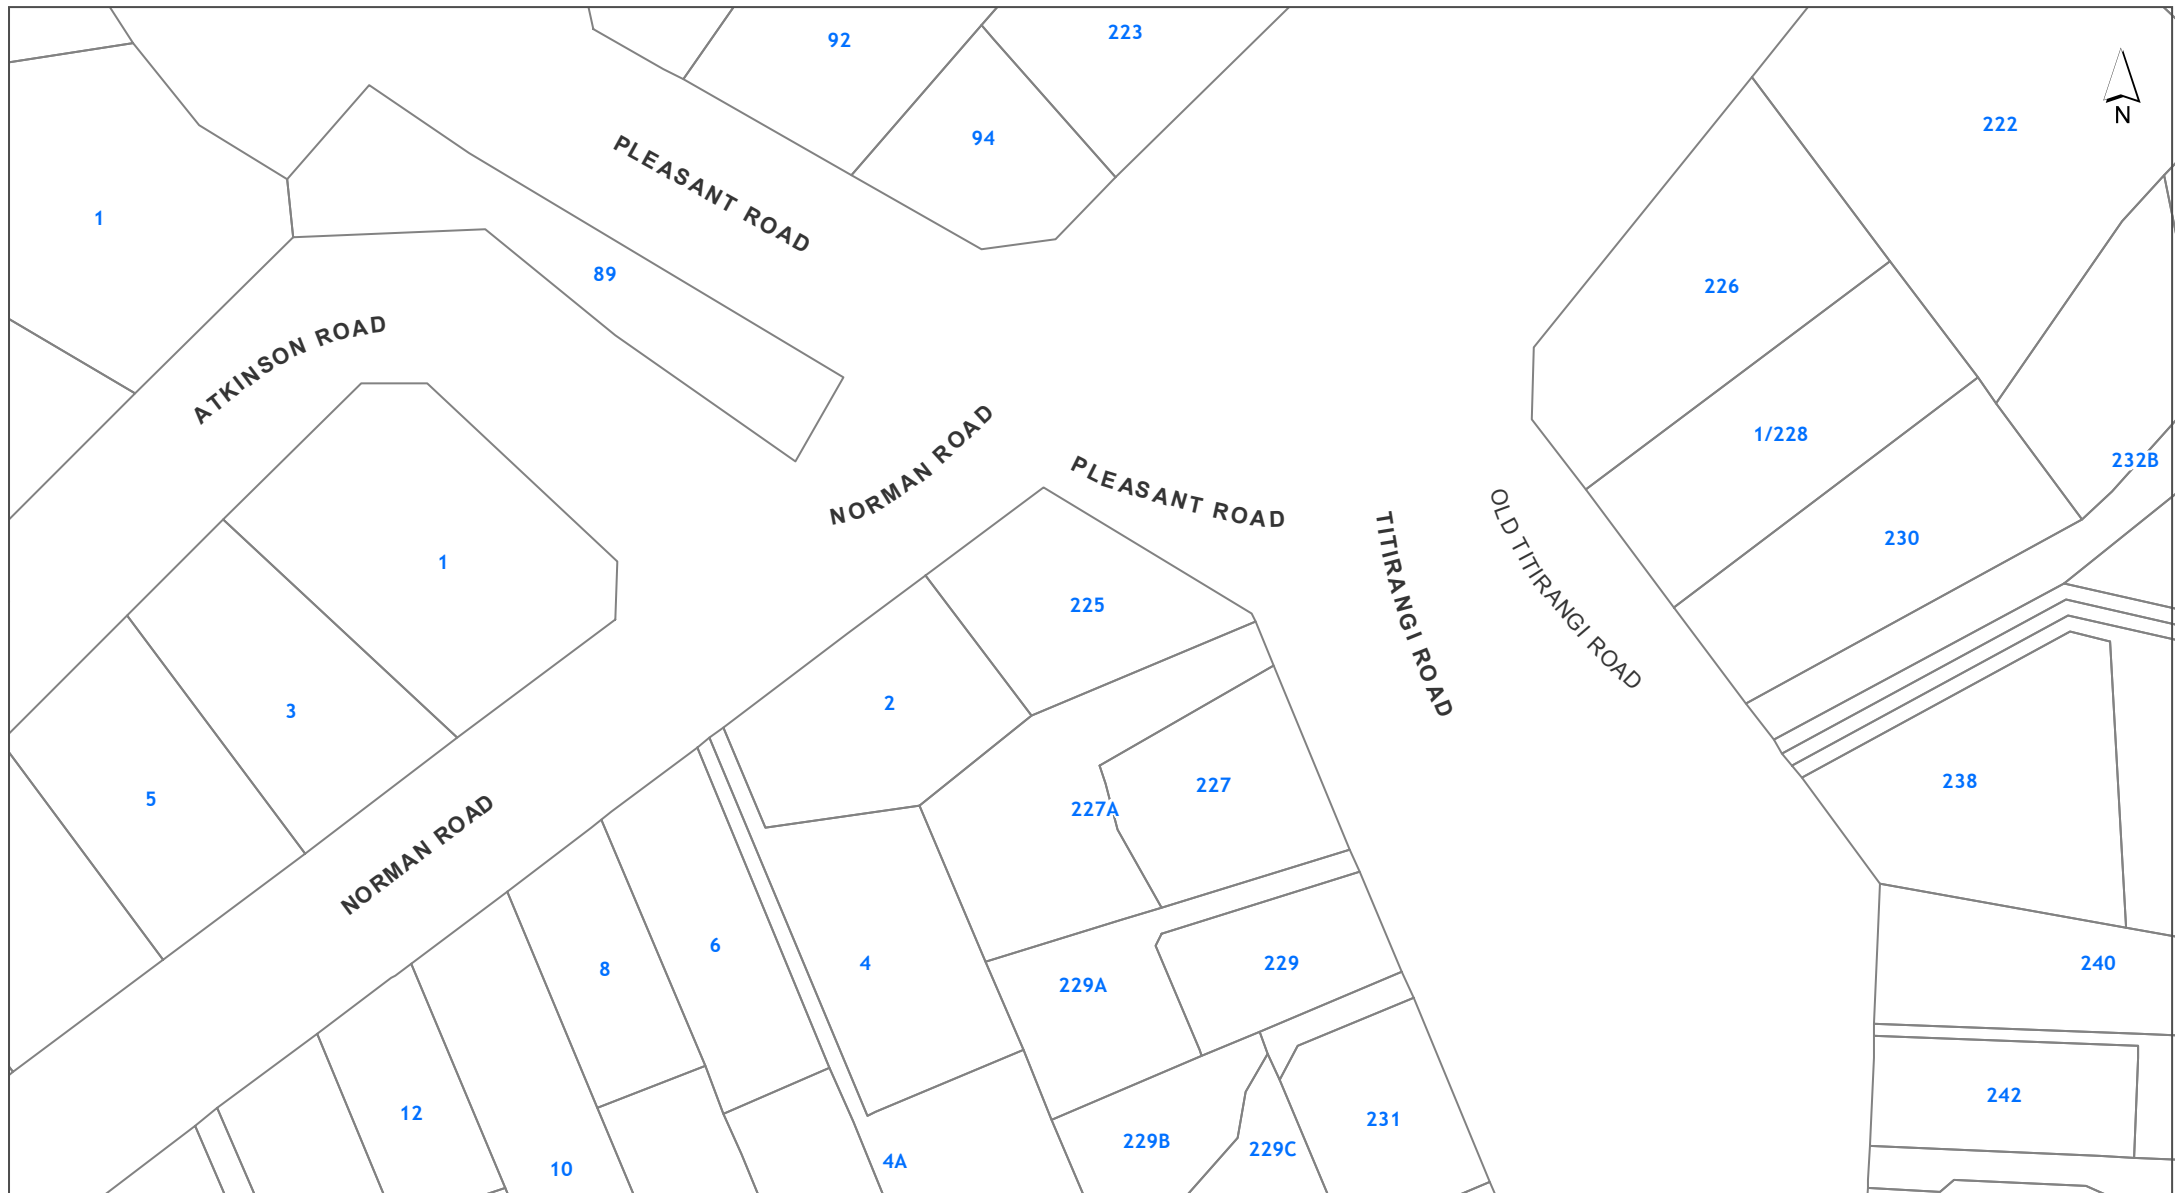 223
92
N
222
94
PLEASANT ROAD
1
89
226
ATKINSON ROAD
1/228
NORMAN ROAD
232B
PLEASANT ROAD
230
1
TITIRANGI ROAD
OLD TITIRANGI ROAD
225
2
3
238
227
5
227A
NORMAN ROAD
6
4
229
240
8
229A
242
12
231
229B
229C
4A
10